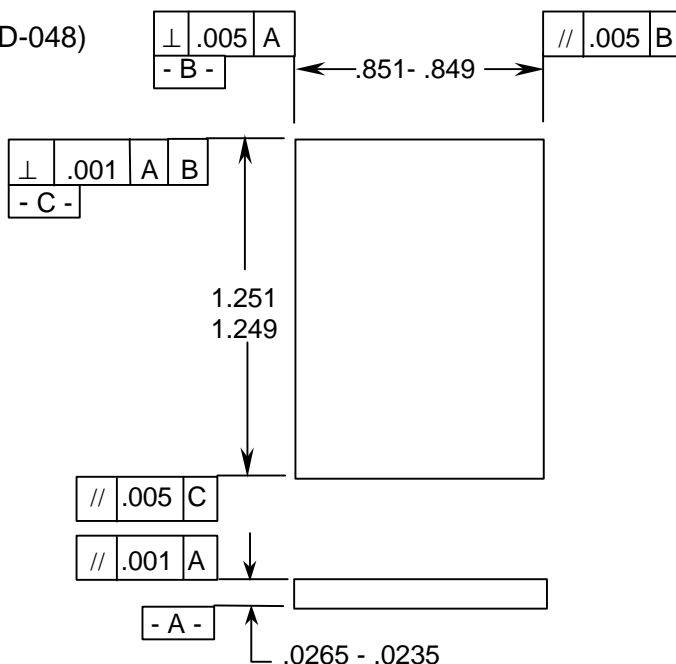 D-048)
⊥ .005 A
- B -
.851- .849
// .005 B
⊥ .001 A B
- C -
1.251
1.249
// .005 C
// .001 A
- A -
.0265 - .0235